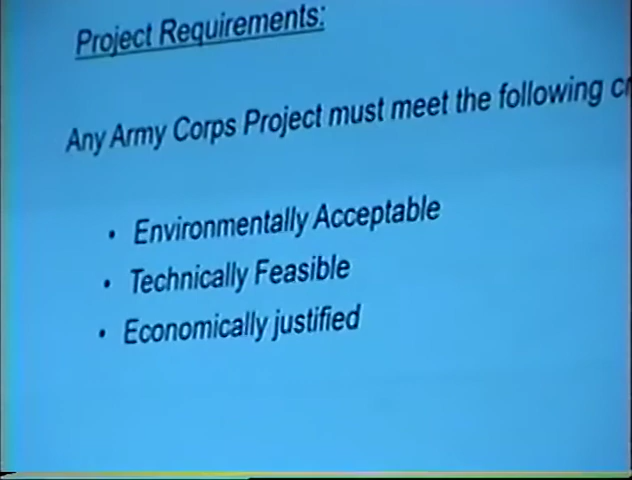 Project Requirements:
Any Army Corps Project must meet the following
• Environmentally Acceptable
• Technically Feasible
• Economically justified